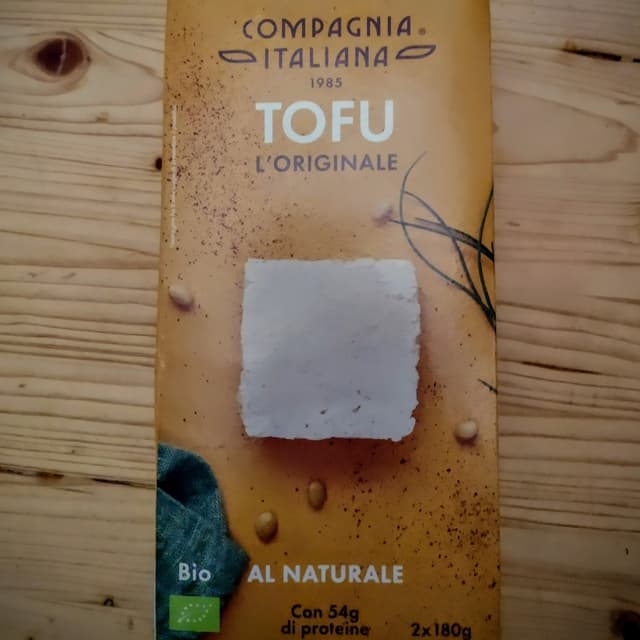 COMPAGNIA®
ITALIANA
1985
TOFU
L'ORIGINALE
Bio
AL NATURALE
Con 54g
di proteine
2x180g